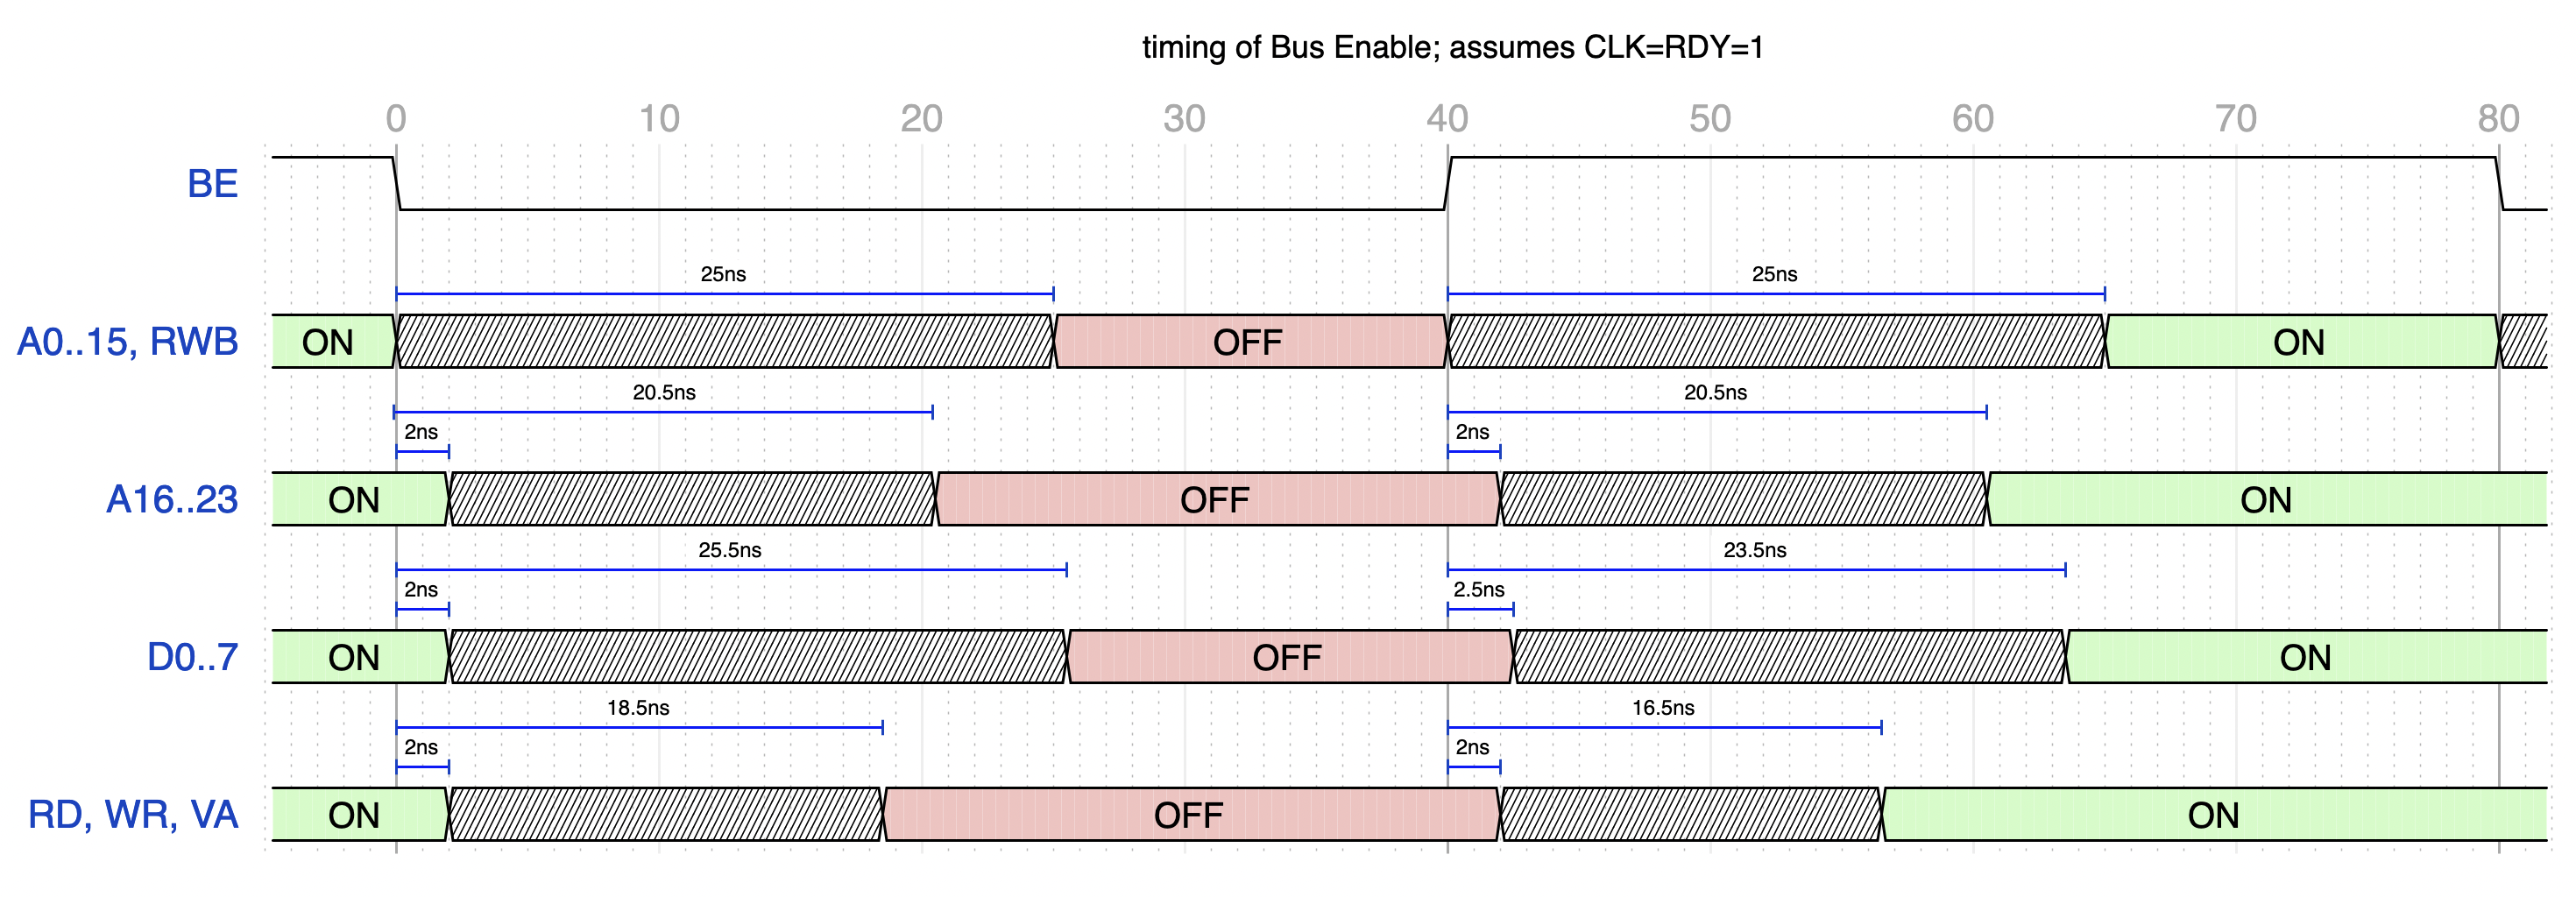 timing of Bus Enable; assumes CLK=RDY=1
0 10 20 30 40 50 60 70 80
BE
25ns 25ns
A0..15, RWB ON OFF ON
20.5ns 20.5ns
2ns 2ns
A16..23 ON OFF ON
25.5ns 23.5ns
2ns 2.5ns
D0..7 ON OFF ON
18.5ns 16.5ns
2ns 2ns
RD, WR, VA ON OFF ON